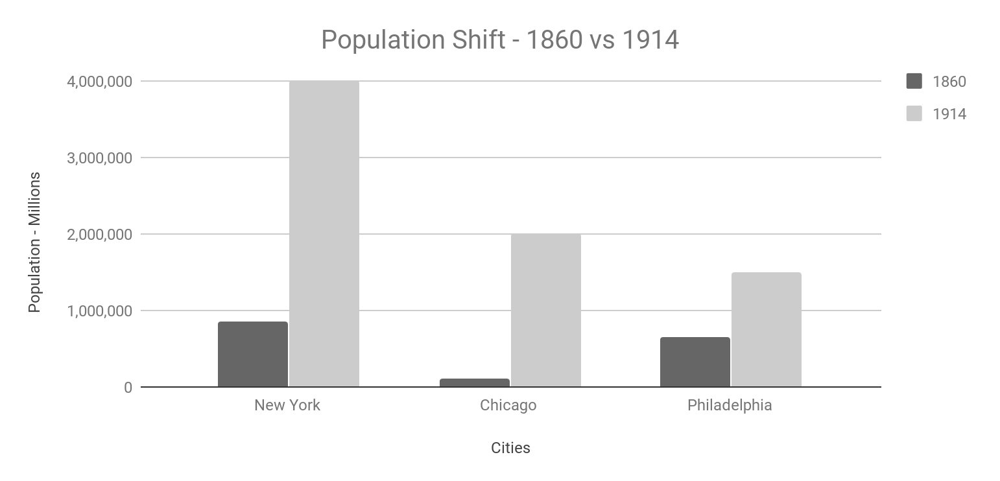 Population Shift - 1860 vs 1914
1860
1914
Population - Millions
4,000,000
3,000,000
2,000,000
1,000,000
0
New York
Chicago
Philadelphia
Cities